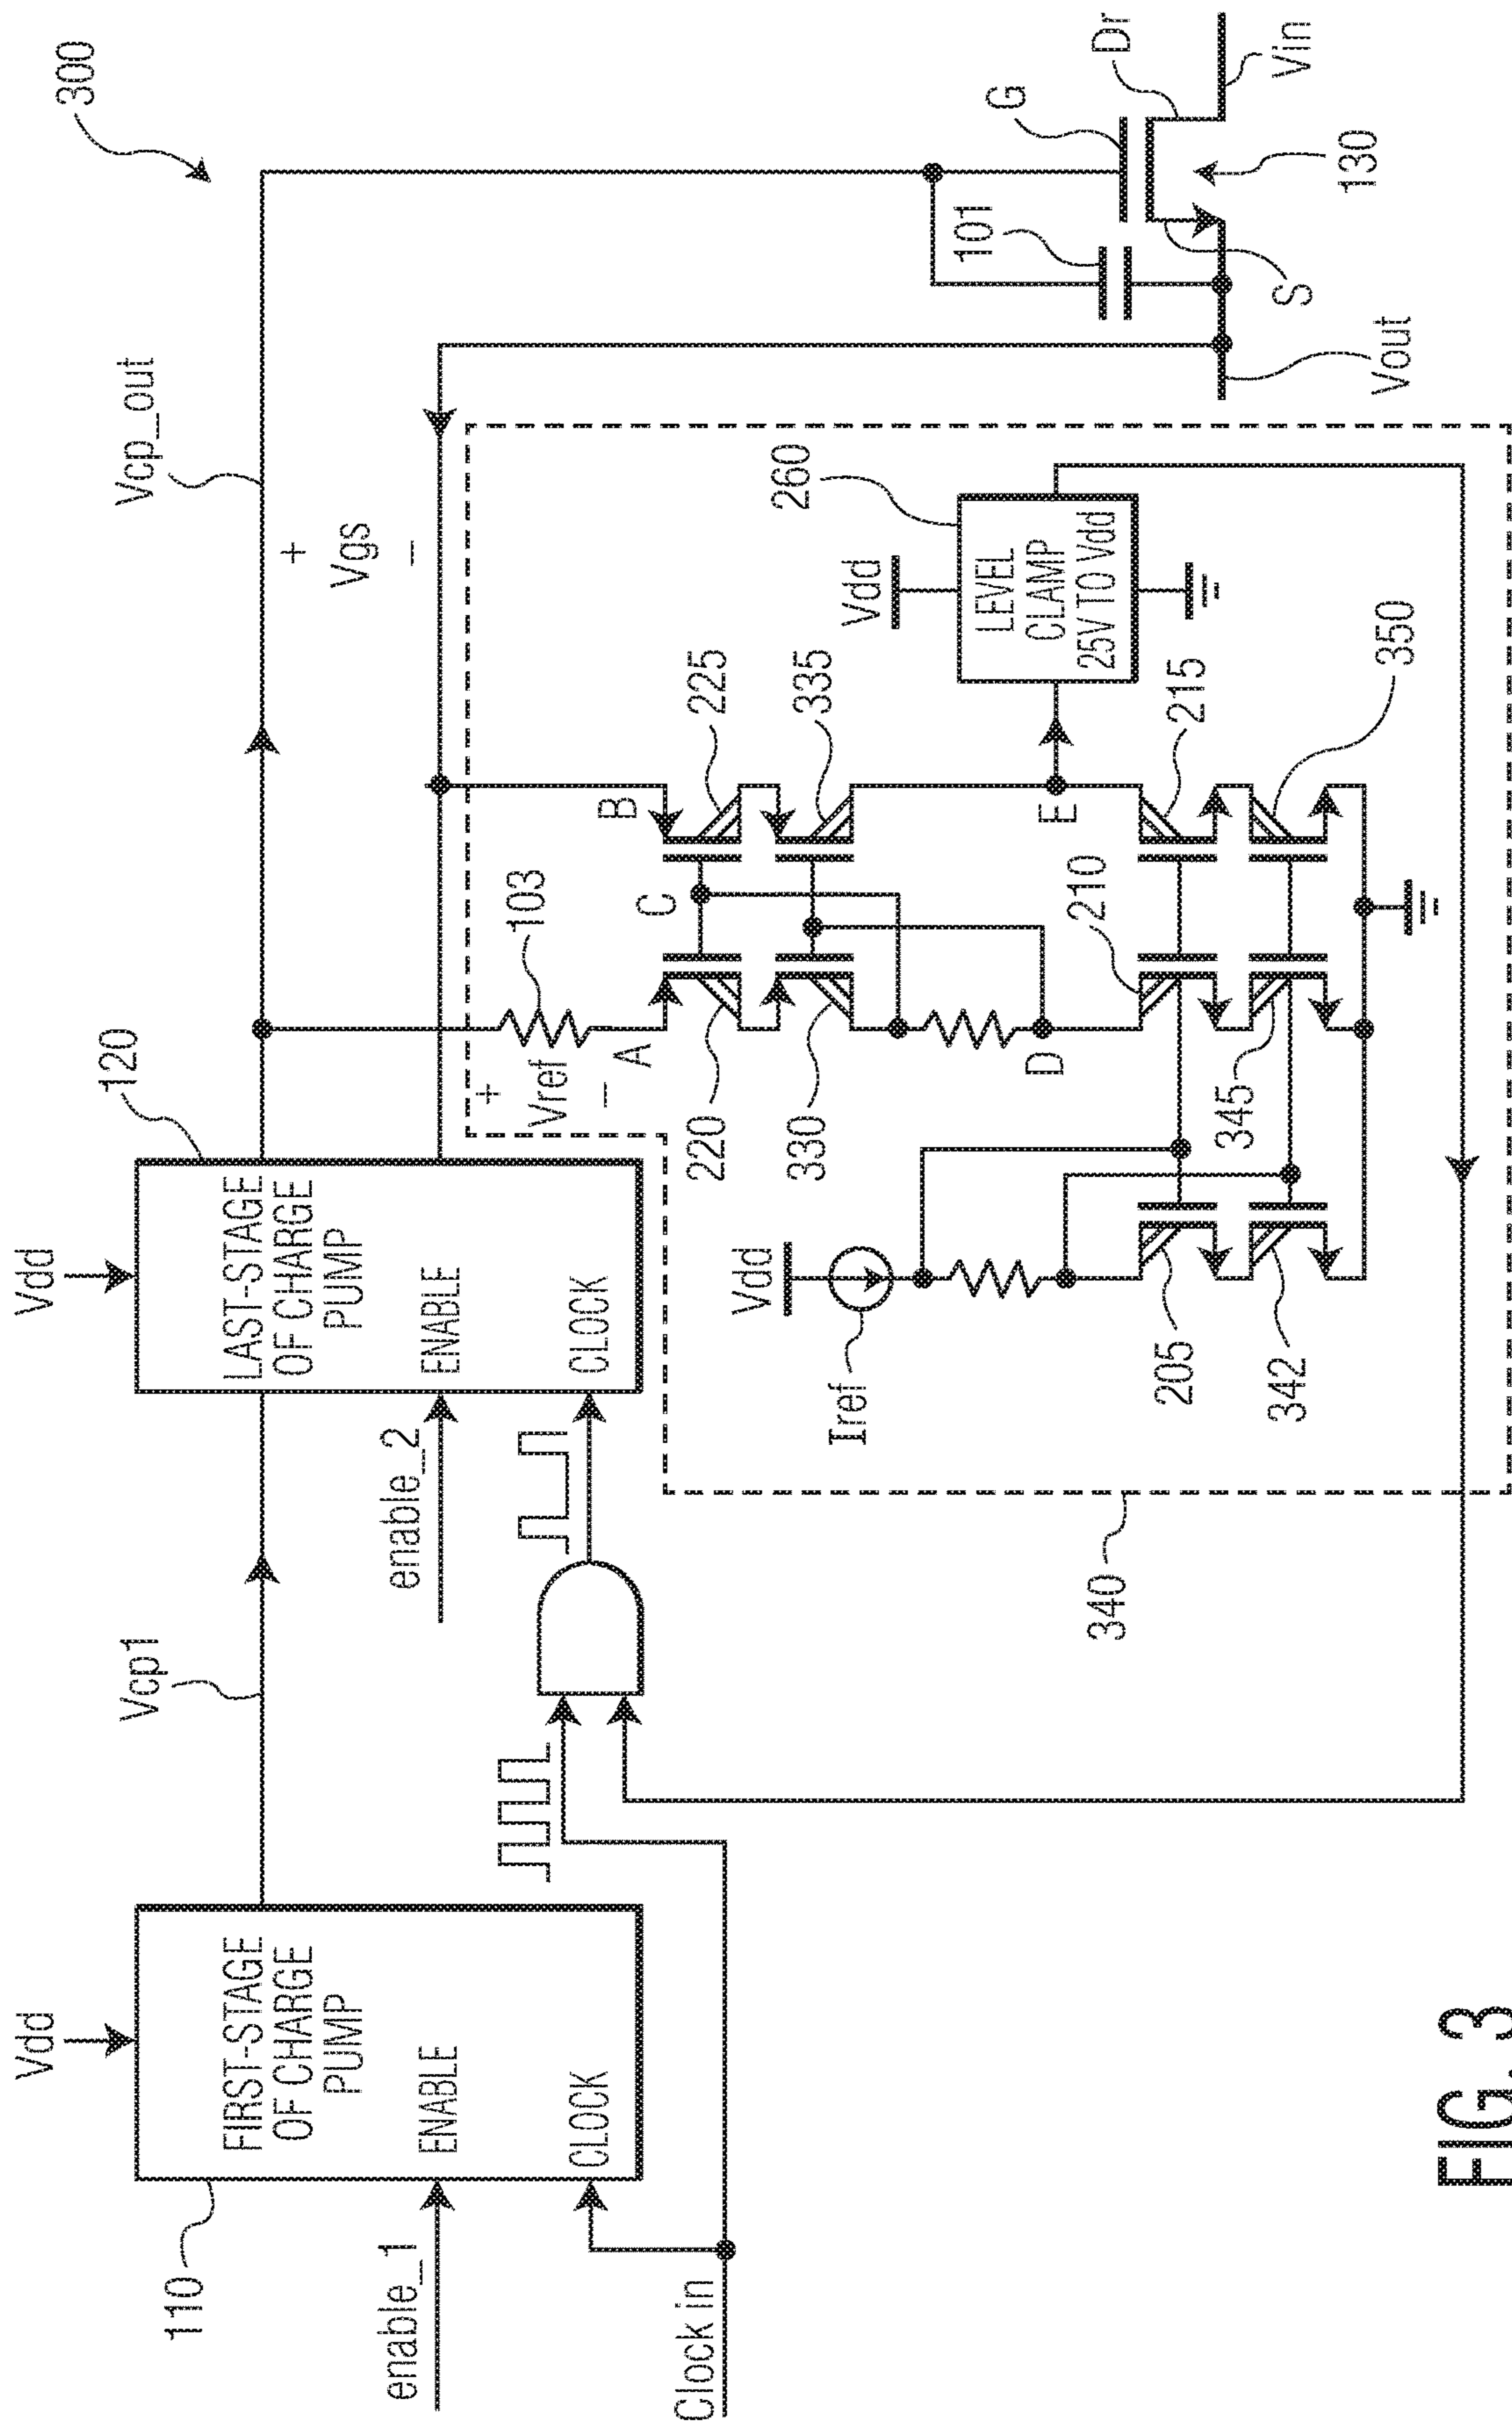 300
Vdd
Vdd
110
FIRST-STAGE
OF CHARGE
PUMP
ENABLE
CLOCK
enable_1
Clock in
Vcp1
120
LAST-STAGE
OF CHARGE
PUMP
ENABLE
CLOCK
enable_2
Vcp_out
+
Vgs
−
G
Dr
Vin
130
101
S
Vout
103
+
Vref
−
A
B
C
D
E
220
225
330
335
Vdd
260
LEVEL
CLAMP
25V TO Vdd
Vdd
Iref
205
342
210
345
215
350
340
FIG. 3